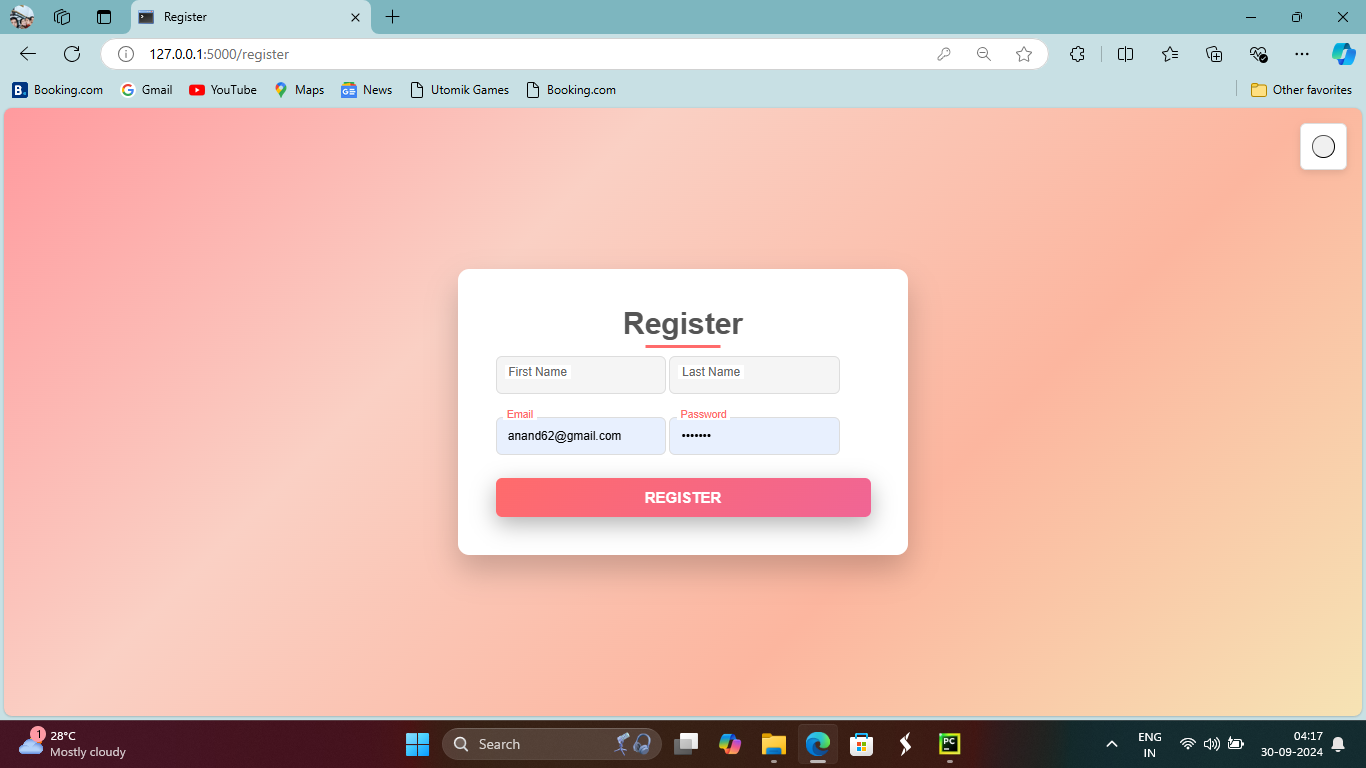 Register
127.0.0.1:5000/register
B. Booking.com
G Gmail
YouTube
Maps
GE News
Utomik Games
Booking.com
Other favorites
Register
First Name
Last Name
Email
Password
anand62@gmail.com
•••••••
REGISTER
1
28°C
Mostly cloudy
Search
PC
ENG
IN
04:17
30-09-2024